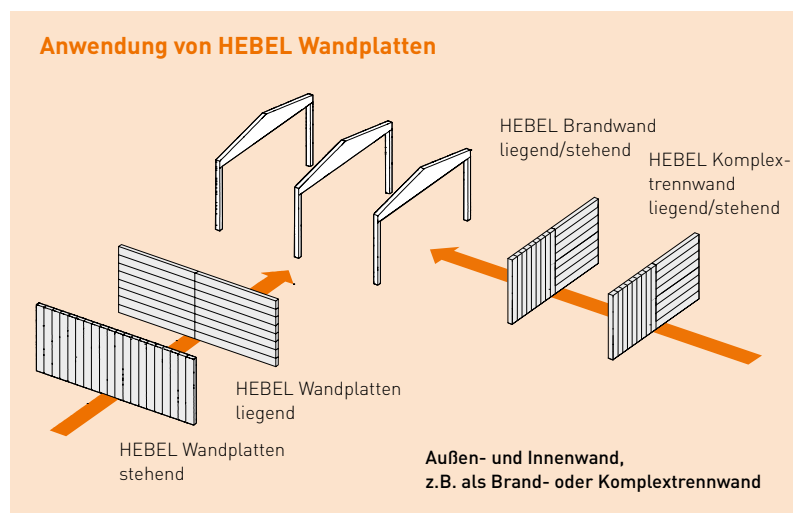 Anwendung von HEBEL Wandplatten
HEBEL Brandwand
liegend/stehend
HEBEL Komplex-
trennwand
liegend/stehend
HEBEL Wandplatten
liegend
HEBEL Wandplatten
stehend
Außen- und Innenwand,
z.B. als Brand- oder Komplextrennwand